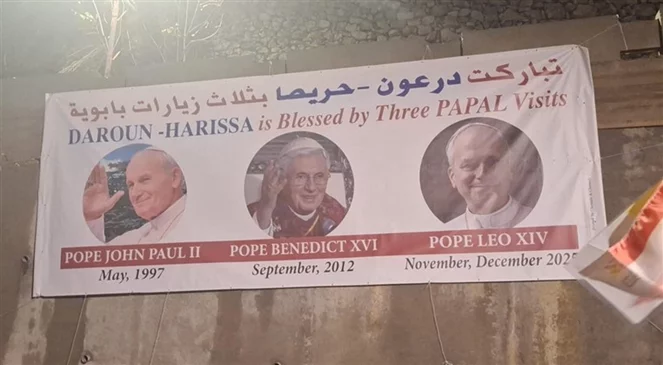 تباركت درعون - حريصا بثلاث زيارات بابوية
DAROUN -HARISSA is Blessed by Three PAPAL Visits
POPE JOHN PAUL II
May, 1997
POPE BENEDICT XVI
September, 2012
POPE LEO XIV
November, December 2025